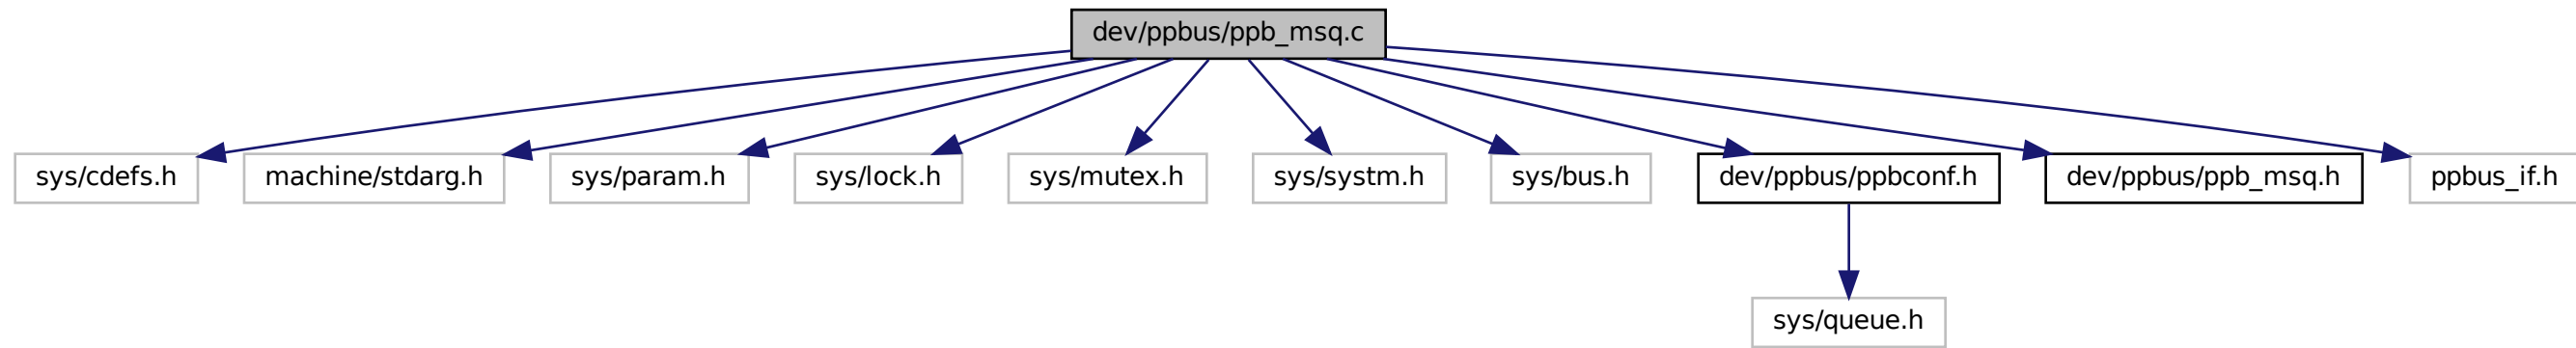 dev/ppbus/ppb_msq.c
sys/cdefs.h
machine/stdarg.h
sys/param.h
sys/lock.h
sys/mutex.h
sys/systm.h
sys/bus.h
dev/ppbus/ppbconf.h
dev/ppbus/ppb_msq.h
ppbus_if.h
sys/queue.h